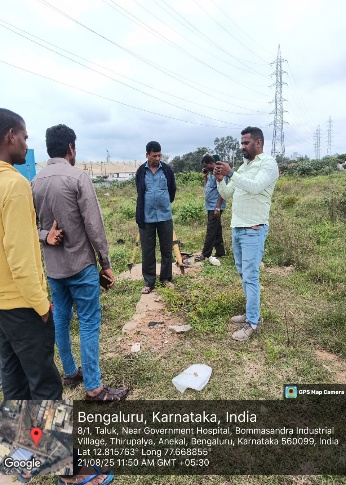 GPS Map Camera
Bengaluru, Karnataka, India
8/1, Taluk, Near Government Hospital, Bommasandra Industrial
Village, Thirupalya, Anekal, Bengaluru, Karnataka 560099, India
Lat 12.815763° Long 77.668855°
21/08/25 11:50 AM GMT +05:30
Google